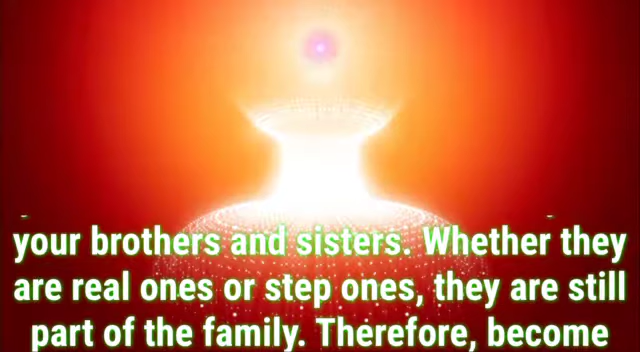 your brothers and sisters. Whether they
are real ones or step ones, they are still
part of the family. Therefore, become